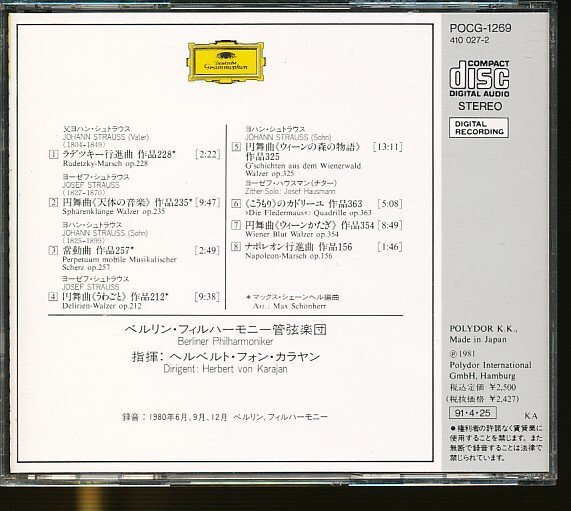 Deutsche
Grammophon
父ヨハン・シュトラウス
JOHANN STRAUSS (Vater)
(1804-1849)
1 ラデツキー行進曲 作品228* [2:22]
Radetzky-Marsch op.228
ヨーゼフ・シュトラウス
JOSEF STRAUSS
(1827-1870)
2 円舞曲《天体の音楽》 作品235* [9:47]
Sphärenklänge Walzer op.235
ヨハン・シュトラウス
JOHANN STRAUSS (Sohn)
(1825-1899)
3 常動曲 作品257* [2:49]
Perpetuum mobile Musikalischer
Scherz op.257
ヨーゼフ・シュトラウス
JOSEF STRAUSS
4 円舞曲《うわごと》 作品212* [9:38]
Delirien-Walzer op.212
ヨハン・シュトラウス
JOHANN STRAUSS (Sohn)
5 円舞曲《ウィーンの森の物語》 [13:11]
作品325
G'schichten aus dem Wienerwald
Walzer op.325
ヨーゼフ・ハウスマン(チター)
Zither-Solo: Josef Hausmann
6 《こうもり》のカドリーユ 作品363 [5:08]
›Die Fledermaus‹: Quadrille op.363
7 円舞曲《ウィーンかたぎ》 作品354 [8:49]
Wiener Blut Walzer op.354
8 ナポレオン行進曲 作品156 [1:46]
Napoleon-Marsch op.156
*マックス・シェーンヘル編曲
Arr.: Max Schönherr
ベルリン・フィルハーモニー管弦楽団
Berliner Philharmoniker
指揮:ヘルベルト・フォン・カラヤン
Dirigent: Herbert von Karajan
録音:1980年6月、9月、12月 ベルリン、フィルハーモニー
POCG-1269
410 027-2
COMPACT
disc
DIGITAL AUDIO
STEREO
DIGITAL
RECORDING
POLYDOR K.K.,
Made in Japan
℗ 1981
Polydor International
GmbH, Hamburg
税込定価 ¥2,500
(税抜価格 ¥2,427)
91・4・25 KA
●権利者の許諾なく賃貸業に
使用することを禁じます。また
無断で録音することは法律で
禁じられています。